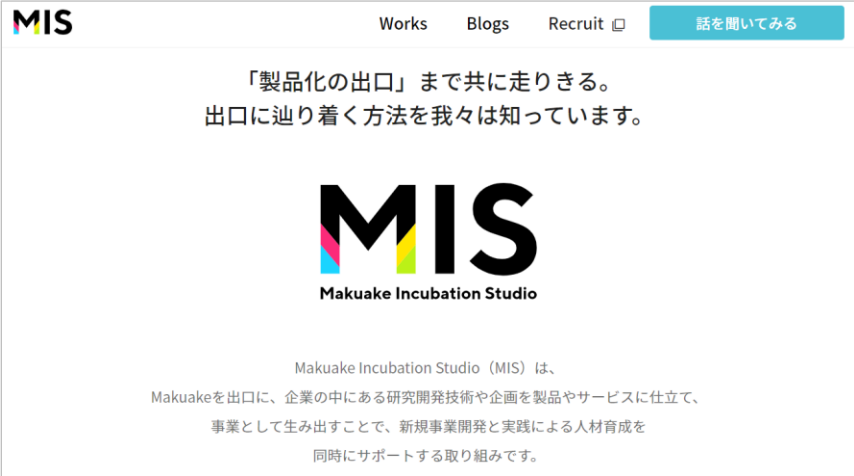 MIS Works Blogs Recruit 話を聞いてみる
「製品化の出口」まで共に走りきる。
出口に辿り着く方法を我々は知っています。
MIS
Makuake Incubation Studio
Makuake Incubation Studio（MIS）は、
Makuakeを出口に、企業の中にある研究開発技術や企画を製品やサービスに仕立て、
事業として生み出すことで、新規事業開発と実践による人材育成を
同時にサポートする取り組みです。